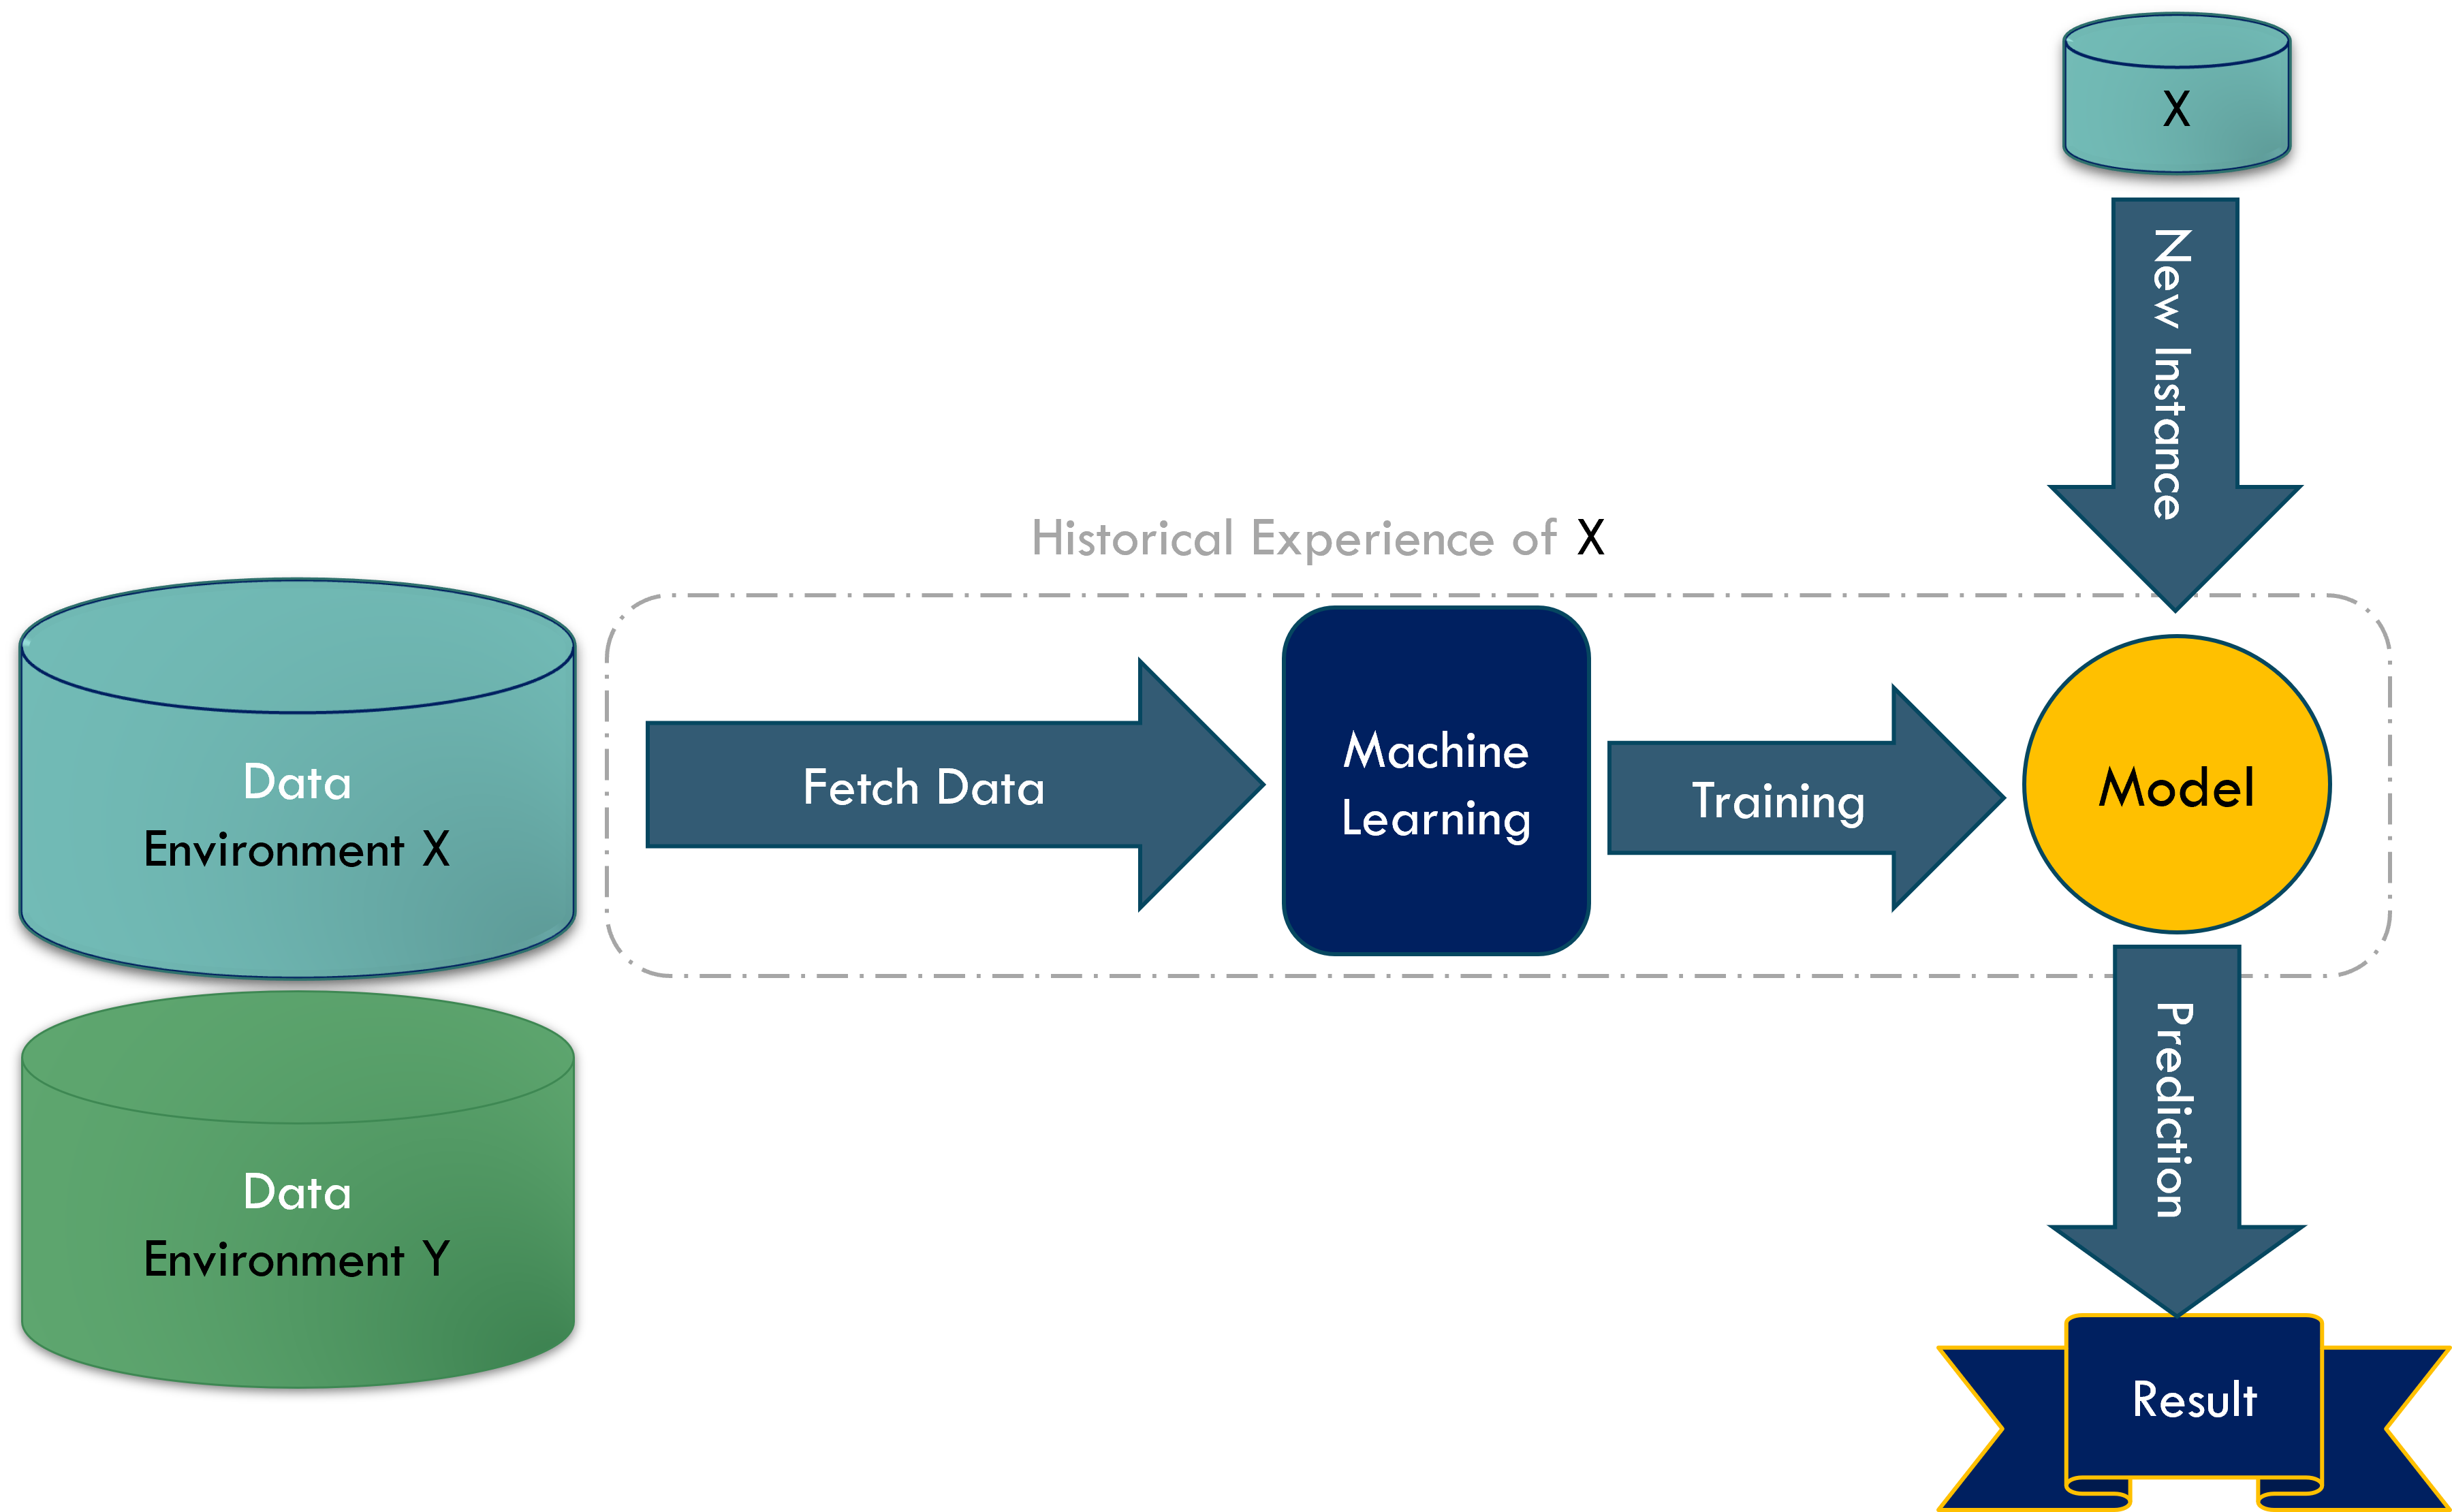 X
New Instance
Historical Experience of X
Data
Environment X
Fetch Data
Machine
Learning
Training
Model
Data
Environment Y
Prediction
Result